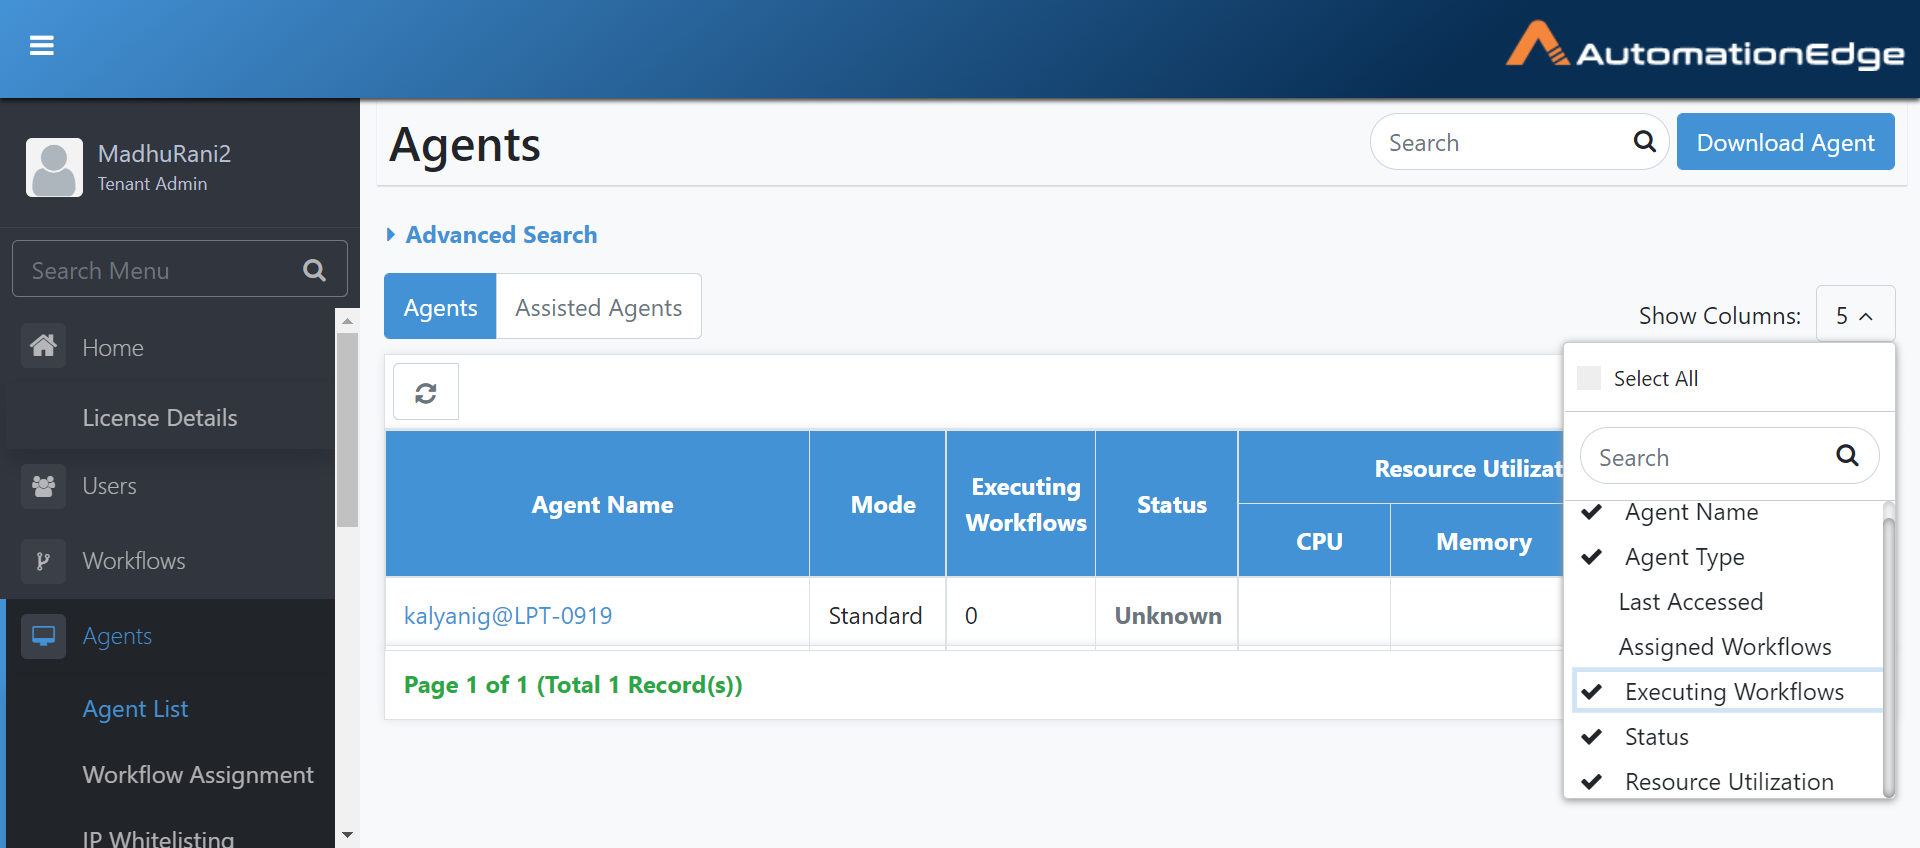 AutomationEdge
MadhuRani2
Tenant Admin
Search Menu
Home
License Details
Users
Workflows
Agents
Agent List
Workflow Assignment
IP Whitelisting
Agents
Search
Download Agent
Advanced Search
Agents
Assisted Agents
Show Columns:
5
Select All
Search
Agent Name
Agent Type
Last Accessed
Assigned Workflows
Executing Workflows
Status
Resource Utilization
Agent Name
Mode
Executing
Workflows
Status
Resource Utilizat
CPU
Memory
kalyanig@LPT-0919
Standard
0
Unknown
Page 1 of 1 (Total 1 Record(s))